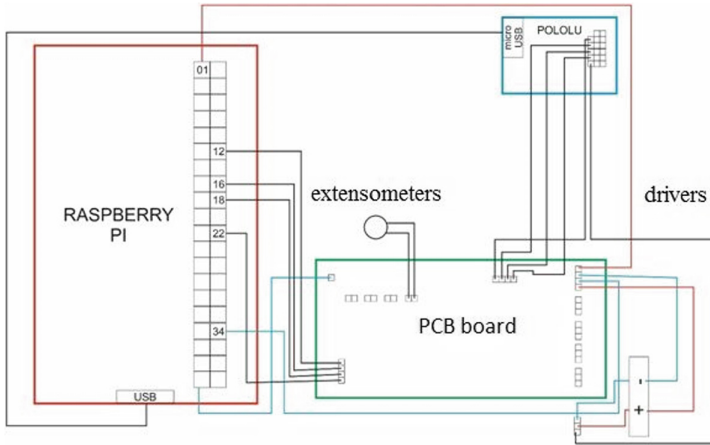 micro
USB
POLOLU
01
12
16
18
22
34
RASPBERRY
PI
USB
extensometers
drivers
PCB board
-
+